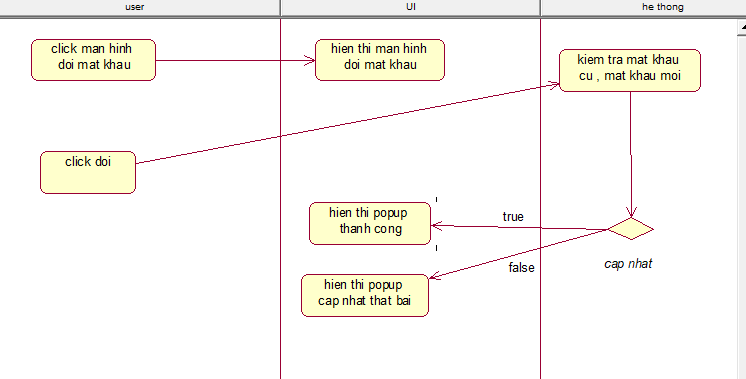 user
UI
he thong
click man hinh
doi mat khau
hien thi man hinh
doi mat khau
kiem tra mat khau
cu , mat khau moi
click doi
hien thi popup
thanh cong
true
cap nhat
false
hien thi popup
cap nhat that bai